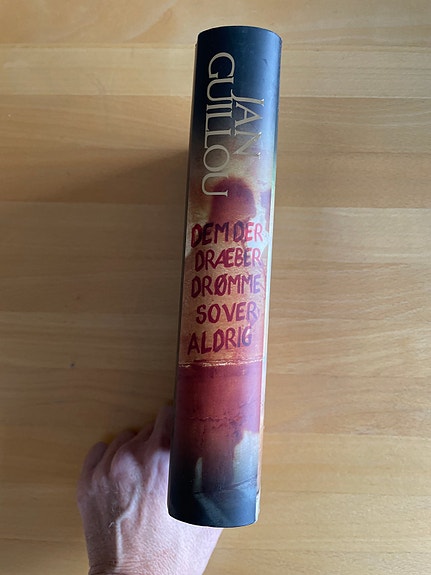 JAN
GUILLOU
DEM DER
DRÆBER
DRØMME
SOVER
ALDRIG